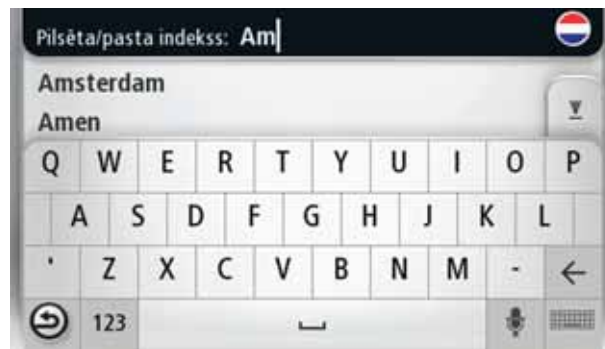 Pilsēta/pasta indekss: Am
Amsterdam
Amen
Q W E R T Y U I O P
A S D F G H J K L
' Z X C V B N M -
123